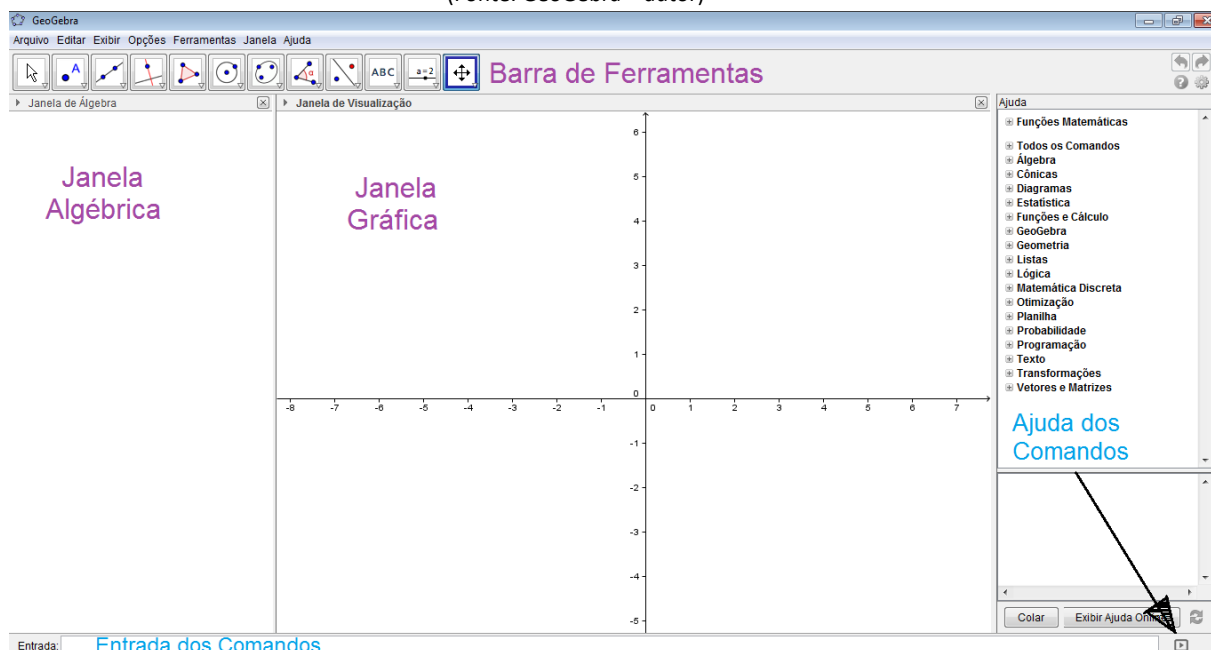 (Fonte: GeoGebra – autor)
GeoGebra
Arquivo Editar Exibir Opções Ferramentas Janela Ajuda
A
α
ABC
a=2
Barra de Ferramentas
Janela de Álgebra
Janela de Visualização
Ajuda
Funções Matemáticas
Todos os Comandos
Álgebra
Cônicas
Diagramas
Estatística
Funções e Cálculo
GeoGebra
Geometria
Listas
Lógica
Matemática Discreta
Otimização
Planilha
Probabilidade
Programação
Texto
Transformações
Vetores e Matrizes
Janela
Algébrica
Janela
Gráfica
6
5
4
3
2
1
0
-8 -7 -6 -5 -4 -3 -2 -1 0 1 2 3 4 5 6 7
-1
-2
-3
-4
-5
Ajuda dos
Comandos
Colar
Exibir Ajuda
Entrada:
Entrada dos Comandos